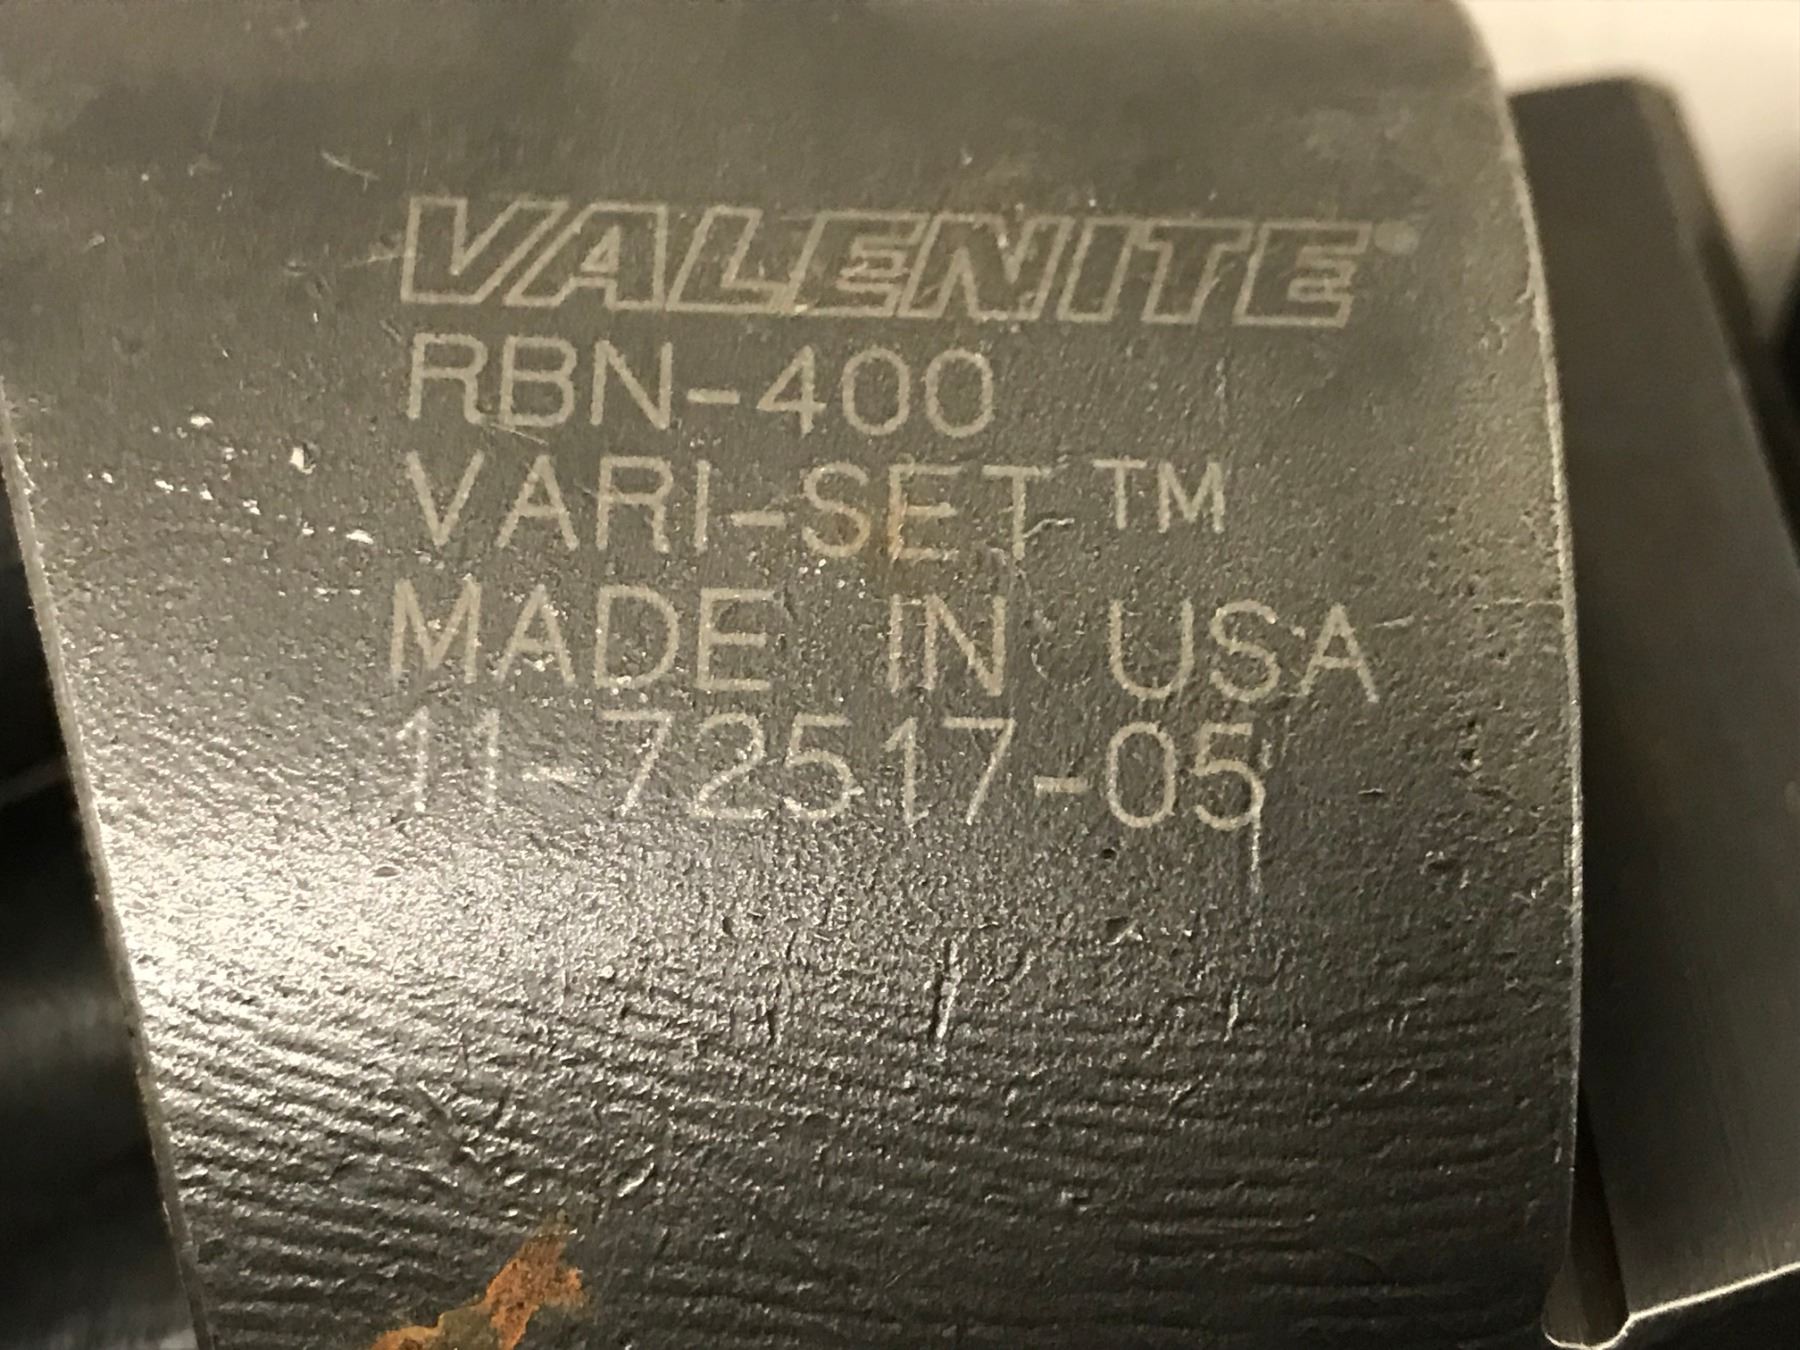 VALENITE®
RBN-400
VARI-SET™
MADE IN USA
11-72517-05